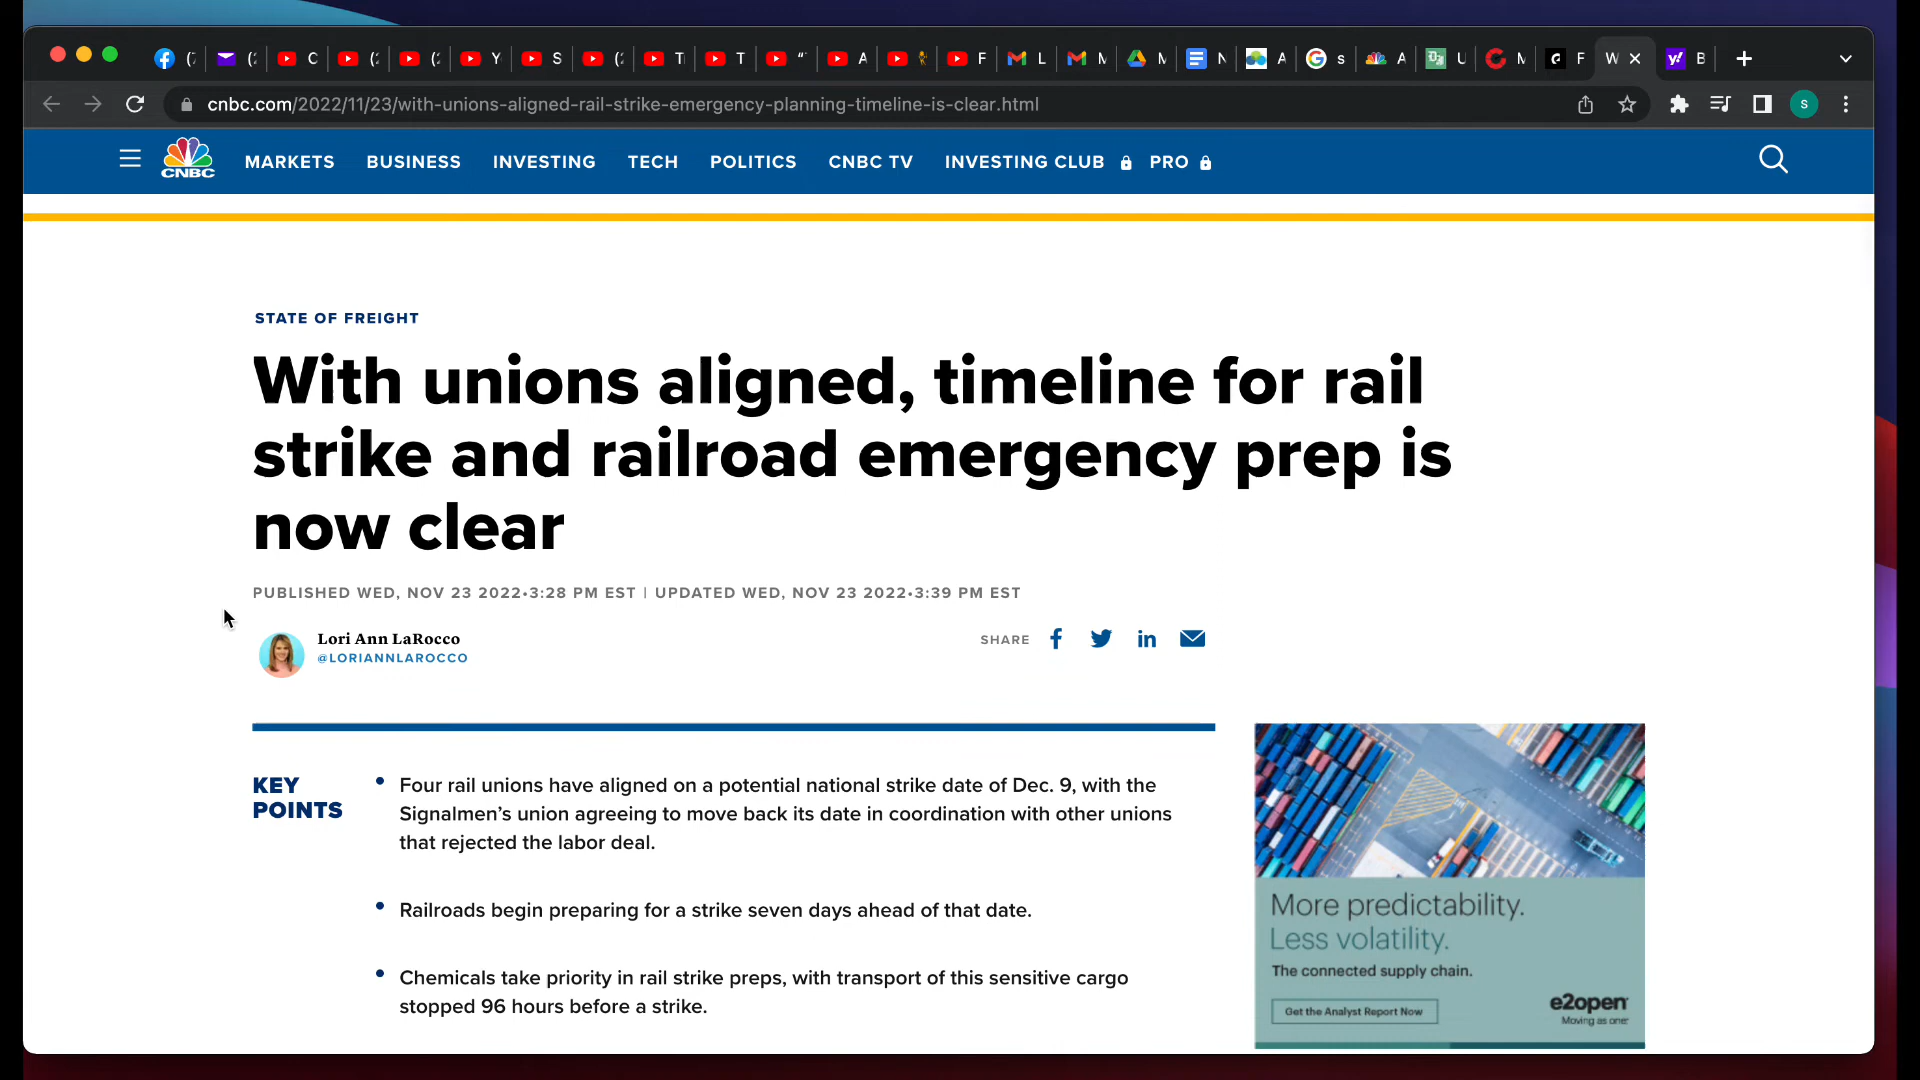 cnbc.com/2022/11/23/with-unions-aligned-rail-strike-emergency-planning-timeline-is-clear.html
S
CNBC
MARKETS BUSINESS INVESTING TECH POLITICS CNBC TV INVESTING CLUB PRO
STATE OF FREIGHT
With unions aligned, timeline for rail
strike and railroad emergency prep is
now clear
PUBLISHED WED, NOV 23 2022•3:28 PM EST | UPDATED WED, NOV 23 2022•3:39 PM EST
Lori Ann LaRocco
@LORIANNLAROCCO
SHARE
KEY
POINTS
• Four rail unions have aligned on a potential national strike date of Dec. 9, with the
Signalmen’s union agreeing to move back its date in coordination with other unions
that rejected the labor deal.
• Railroads begin preparing for a strike seven days ahead of that date.
• Chemicals take priority in rail strike preps, with transport of this sensitive cargo
stopped 96 hours before a strike.
More predictability.
Less volatility.
The connected supply chain.
Get the Analyst Report Now
e2open
Moving as one